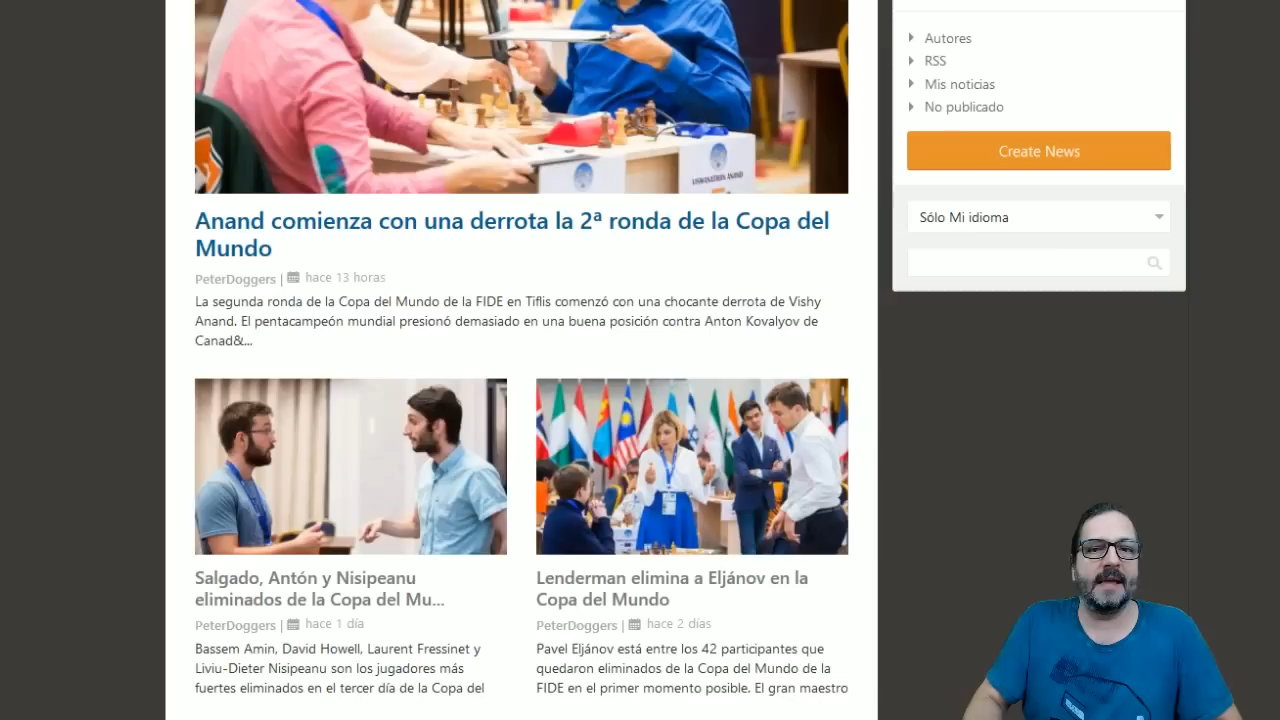 VISWANATHAN ANAND
Anand comienza con una derrota la 2ª ronda de la Copa del
Mundo
PeterDoggers | hace 13 horas
La segunda ronda de la Copa del Mundo de la FIDE en Tiflis comenzó con una chocante derrota de Vishy
Anand. El pentacampeón mundial presionó demasiado en una buena posición contra Anton Kovalyov de
Canad&...
Salgado, Antón y Nisipeanu
eliminados de la Copa del Mu...
PeterDoggers | hace 1 día
Bassem Amin, David Howell, Laurent Fressinet y
Liviu-Dieter Nisipeanu son los jugadores más
fuertes eliminados en el tercer día de la Copa del
Lenderman elimina a Eljánov en la
Copa del Mundo
PeterDoggers | hace 2 días
Pavel Eljánov está entre los 42 participantes que
quedaron eliminados de la Copa del Mundo de la
FIDE en el primer momento posible. El gran maestro
Autores
RSS
Mis noticias
No publicado
Create News
Sólo Mi idioma